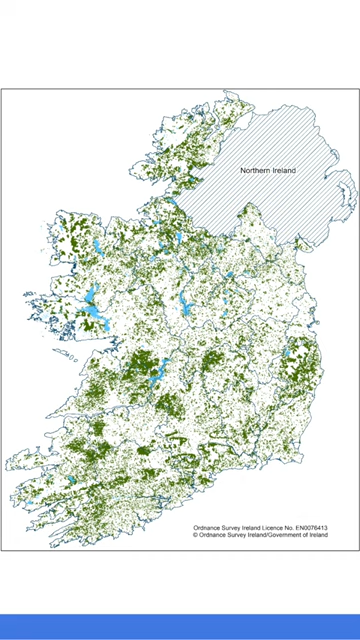 Northern Ireland
Ordnance Survey Ireland Licence No. EN0076413
© Ordnance Survey Ireland/Government of Ireland